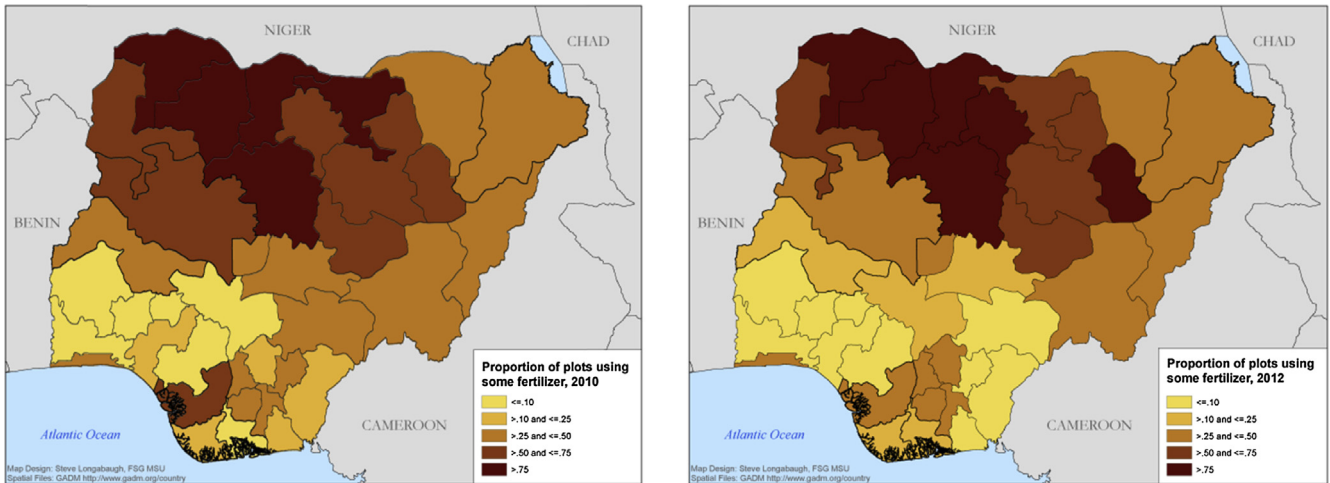 NIGER
CHAD
BENIN
CAMEROON
Atlantic Ocean
Proportion of plots using
some fertilizer, 2010
<=.10
>.10 and <=.25
>.25 and <=.50
>.50 and <=.75
>.75
Map Design: Steve Longabaugh, FSG MSU
Spatial Files: GADM http://www.gadm.org/country
NIGER
CHAD
BENIN
CAMEROON
Atlantic Ocean
Proportion of plots using
some fertilizer, 2012
<=.10
>.10 and <=.25
>.25 and <=.50
>.50 and <=.75
>.75
Map Design: Steve Longabaugh, FSG MSU
Spatial Files: GADM http://www.gadm.org/country